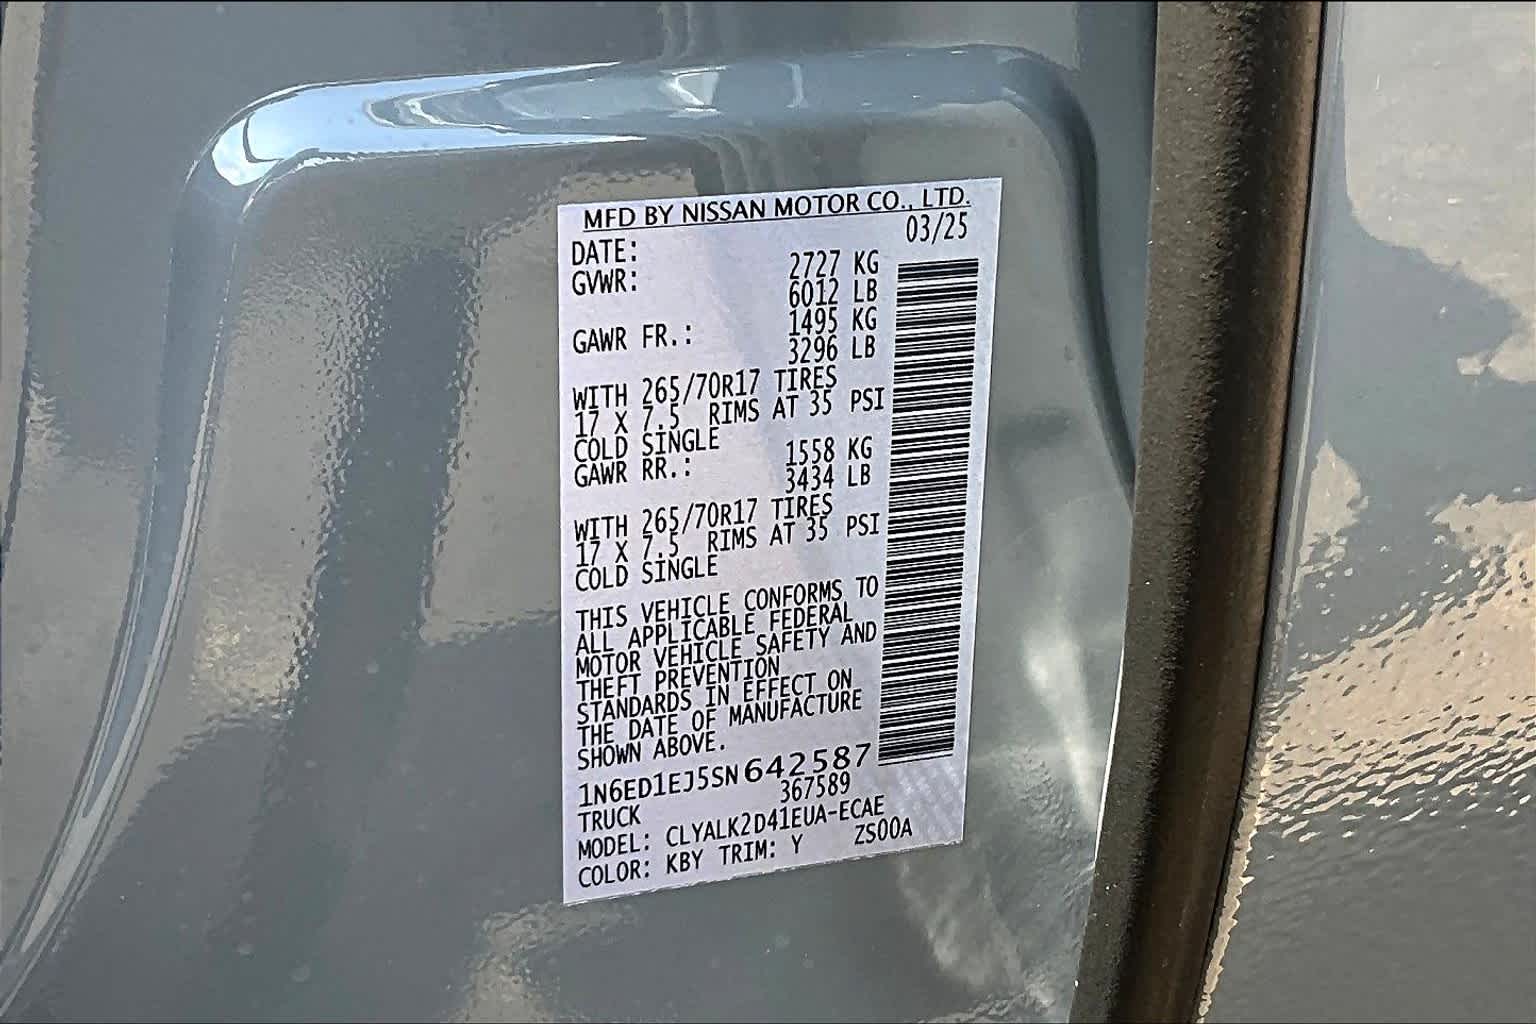 MFD BY NISSAN MOTOR CO., LTD.
DATE: 03/25
GVWR: 2727 KG
6012 LB
GAWR FR.: 1495 KG
3296 LB
WITH 265/70R17 TIRES
17 X 7.5 RIMS AT 35 PSI
COLD SINGLE
GAWR RR.: 1558 KG
3434 LB
WITH 265/70R17 TIRES
17 X 7.5 RIMS AT 35 PSI
COLD SINGLE
THIS VEHICLE CONFORMS TO
ALL APPLICABLE FEDERAL
MOTOR VEHICLE SAFETY AND
THEFT PREVENTION
STANDARDS IN EFFECT ON
THE DATE OF MANUFACTURE
SHOWN ABOVE.
1N6ED1EJ5SN642587
367589
TRUCK
MODEL: CLYALK2D41EUA-ECAE
COLOR: KBY TRIM: Y ZS00A